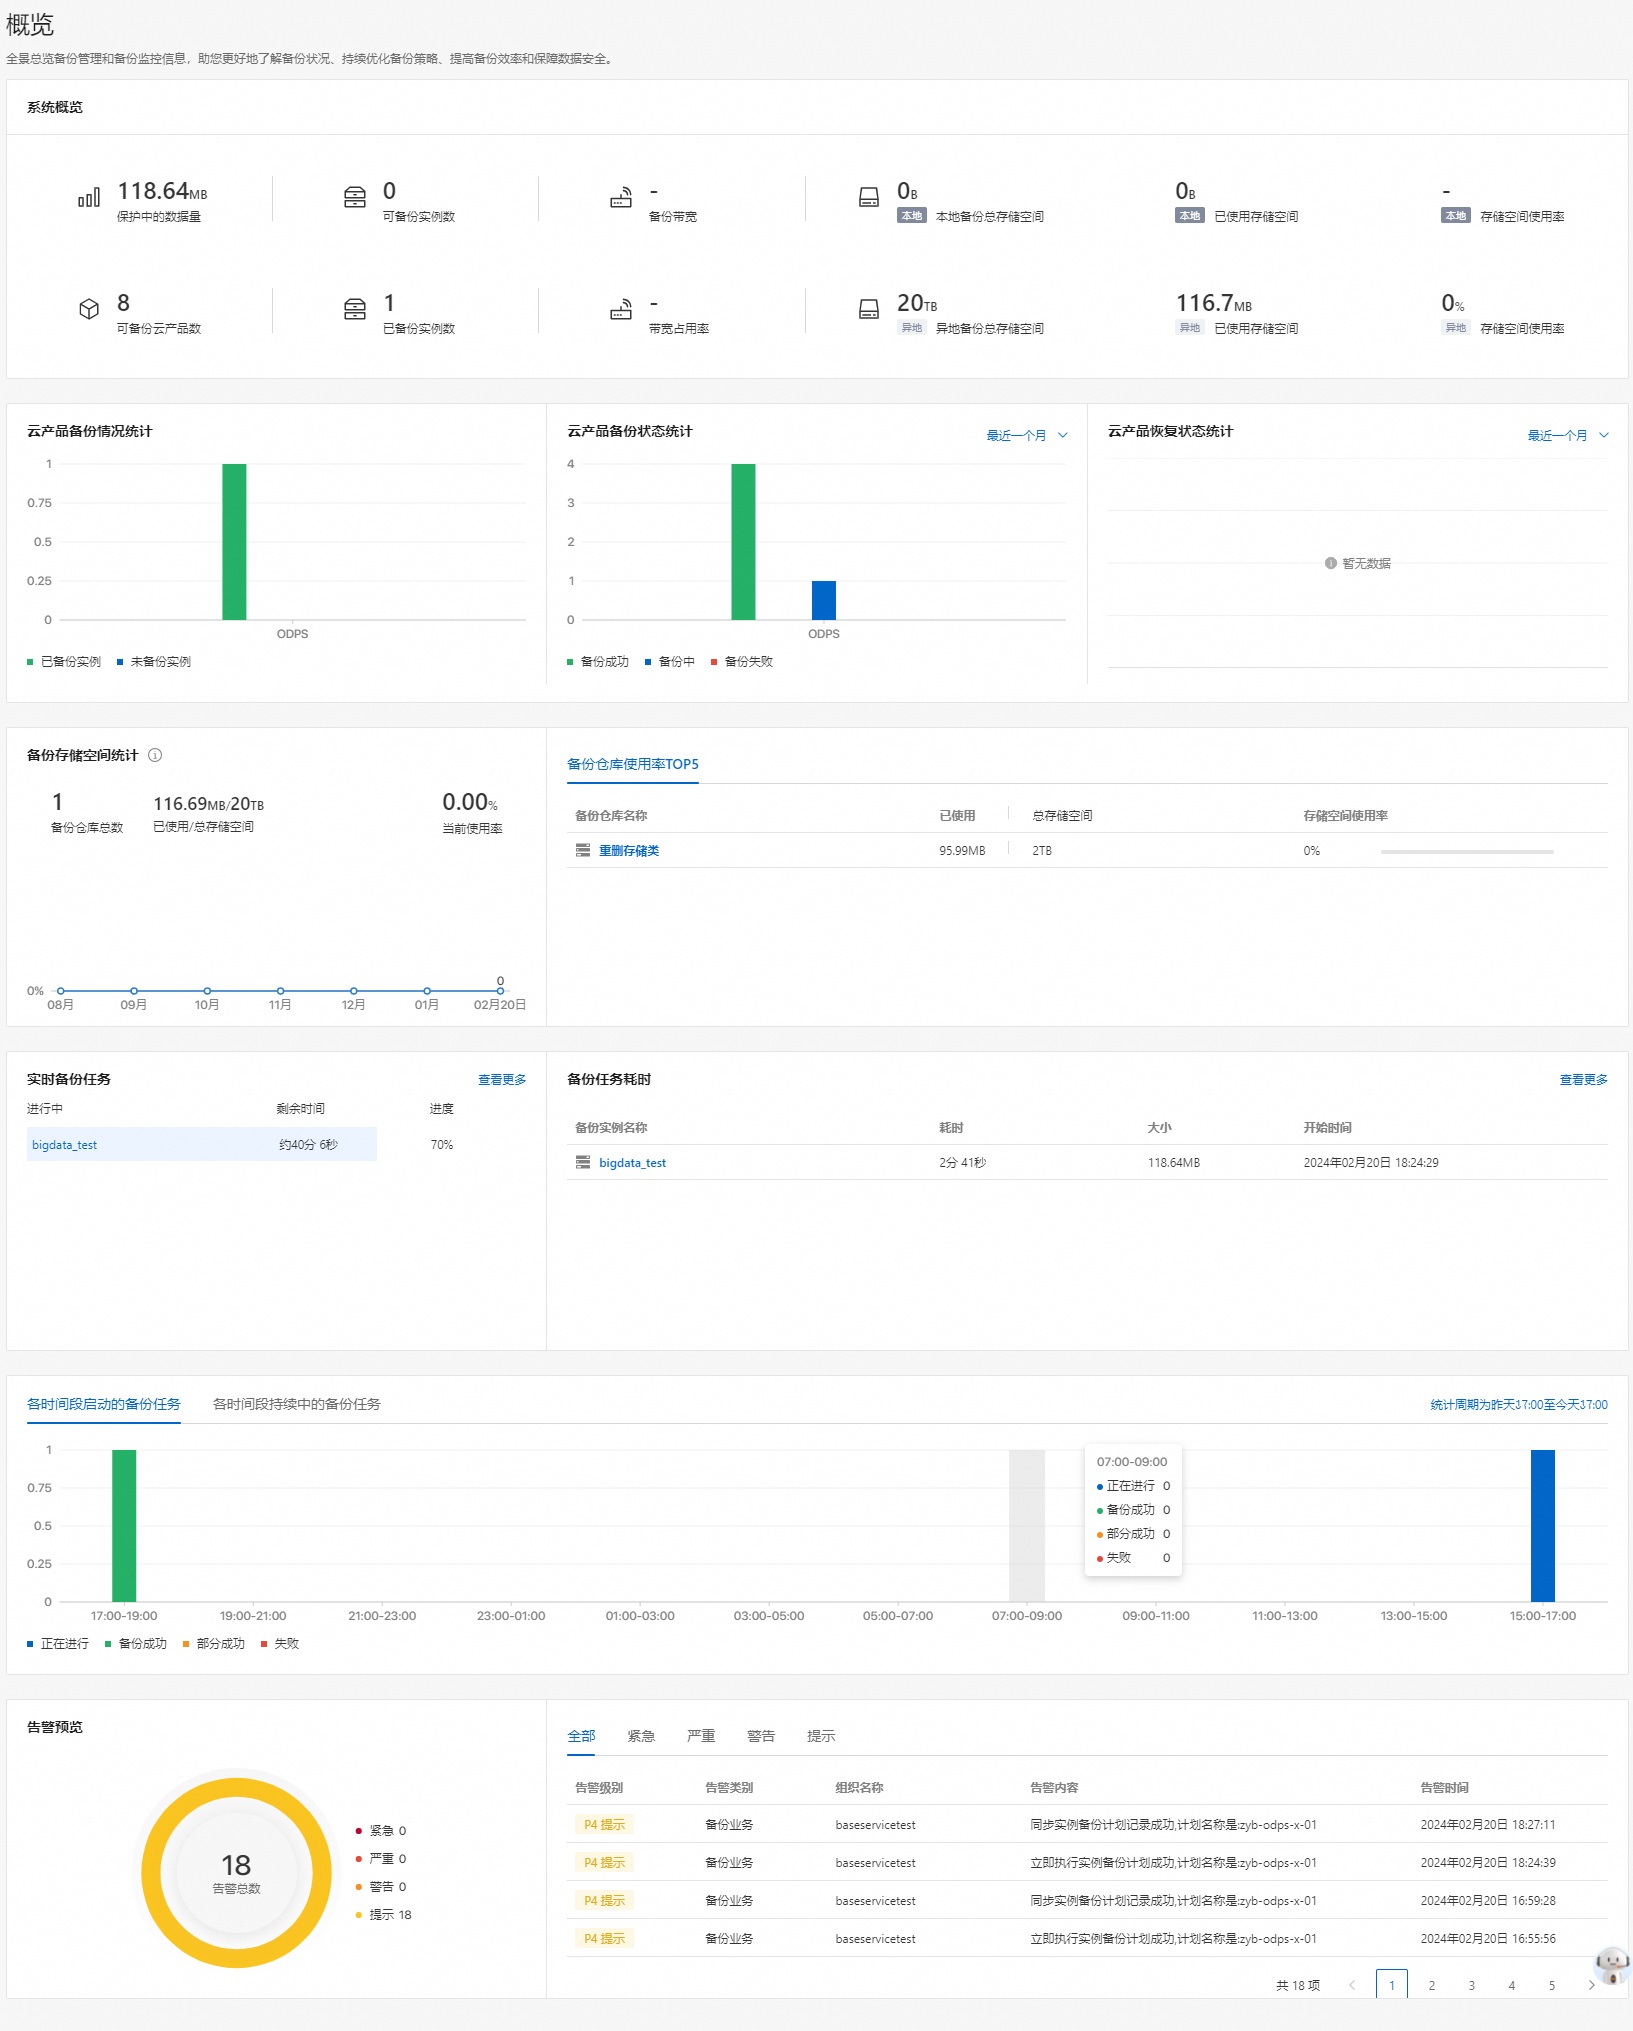 概览
全景总览备份管理和备份监控信息，助您更好地了解备份状况、持续优化备份策略、提高备份效率和保障数据安全。
系统概览
118.64MB
保护中的数据量
0
可备份实例数
-
备份带宽
0B
本地 本地备份总存储空间
0B
本地 已使用存储空间
-
本地 存储空间使用率
8
可备份云产品数
1
已备份实例数
-
带宽占用率
20TB
异地 异地备份总存储空间
116.7MB
异地 已使用存储空间
0%
异地 存储空间使用率
云产品备份情况统计
1
0.75
0.5
0.25
0
ODPS
已备份实例 未备份实例
云产品备份状态统计
最近一个月
4
3
2
1
0
ODPS
备份成功 备份中 备份失败
云产品恢复状态统计
最近一个月
暂无数据
备份存储空间统计
1
备份仓库总数
116.69MB/20TB
已使用/总存储空间
0.00%
当前使用率
0
0%
08月 09月 10月 11月 12月 01月 02月20日
备份仓库使用率TOP5
备份仓库名称 已使用 总存储空间 存储空间使用率
重删存储类 95.99MB 2TB 0%
实时备份任务
查看更多
进行中 剩余时间 进度
bigdata_test 约40分 6秒 70%
备份任务耗时
查看更多
备份实例名称 耗时 大小 开始时间
bigdata_test 2分 41秒 118.64MB 2024年02月20日 18:24:29
各时间段启动的备份任务 各时间段持续中的备份任务
统计周期为昨天17:00至今天17:00
1
0.75
0.5
0.25
0
07:00-09:00
正在进行 0
备份成功 0
部分成功 0
失败 0
17:00-19:00 19:00-21:00 21:00-23:00 23:00-01:00 01:00-03:00 03:00-05:00 05:00-07:00 07:00-09:00 09:00-11:00 11:00-13:00 13:00-15:00 15:00-17:00
正在进行 备份成功 部分成功 失败
告警预览
18
告警总数
紧急 0
严重 0
警告 0
提示 18
全部 紧急 严重 警告 提示
告警级别 告警类别 组织名称 告警内容 告警时间
P4 提示 备份业务 baseservicetest 同步实例备份计划记录成功,计划名称是:zyb-odps-x-01 2024年02月20日 18:27:11
P4 提示 备份业务 baseservicetest 立即执行实例备份计划成功,计划名称是:zyb-odps-x-01 2024年02月20日 18:24:39
P4 提示 备份业务 baseservicetest 同步实例备份计划记录成功,计划名称是:zyb-odps-x-01 2024年02月20日 16:59:28
P4 提示 备份业务 baseservicetest 立即执行实例备份计划成功,计划名称是:zyb-odps-x-01 2024年02月20日 16:55:56
共 18 项 1 2 3 4 5